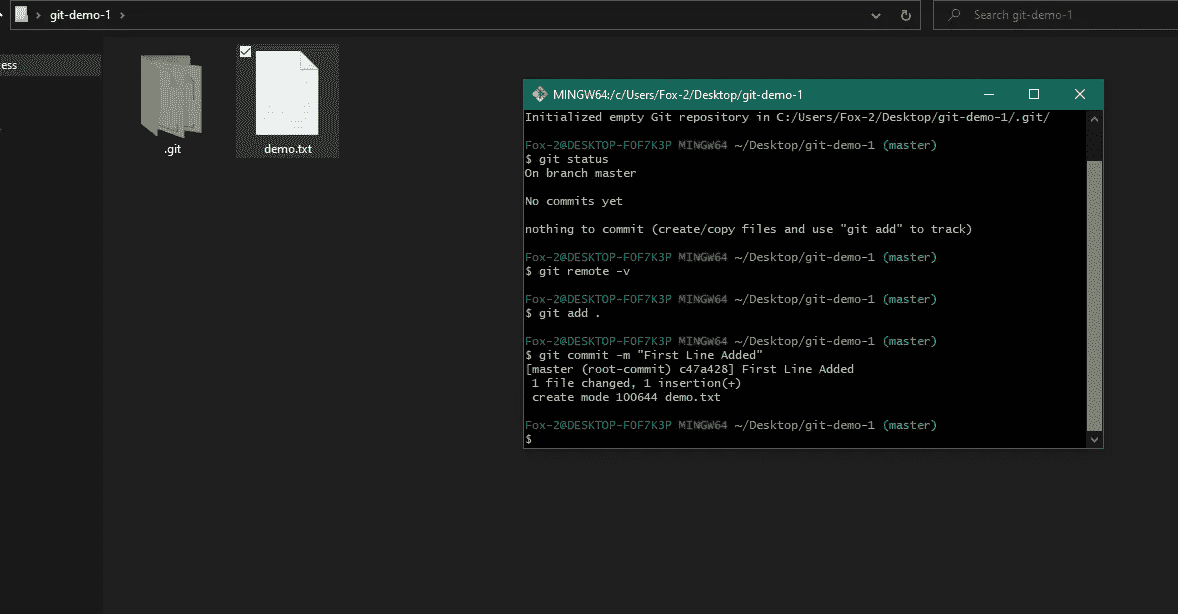 git-demo-1
Search git-demo-1
ess
.git
demo.txt
MINGW64:/c/Users/Fox-2/Desktop/git-demo-1
Initialized empty Git repository in C:/Users/Fox-2/Desktop/git-demo-1/.git/
Fox-2@DESKTOP-FOF7K3P MINGW64 ~/Desktop/git-demo-1 (master)
$ git status
On branch master
No commits yet
nothing to commit (create/copy files and use "git add" to track)
Fox-2@DESKTOP-FOF7K3P MINGW64 ~/Desktop/git-demo-1 (master)
$ git remote -v
Fox-2@DESKTOP-FOF7K3P MINGW64 ~/Desktop/git-demo-1 (master)
$ git add .
Fox-2@DESKTOP-FOF7K3P MINGW64 ~/Desktop/git-demo-1 (master)
$ git commit -m "First Line Added"
[master (root-commit) c47a428] First Line Added
1 file changed, 1 insertion(+)
create mode 100644 demo.txt
Fox-2@DESKTOP-FOF7K3P MINGW64 ~/Desktop/git-demo-1 (master)
$